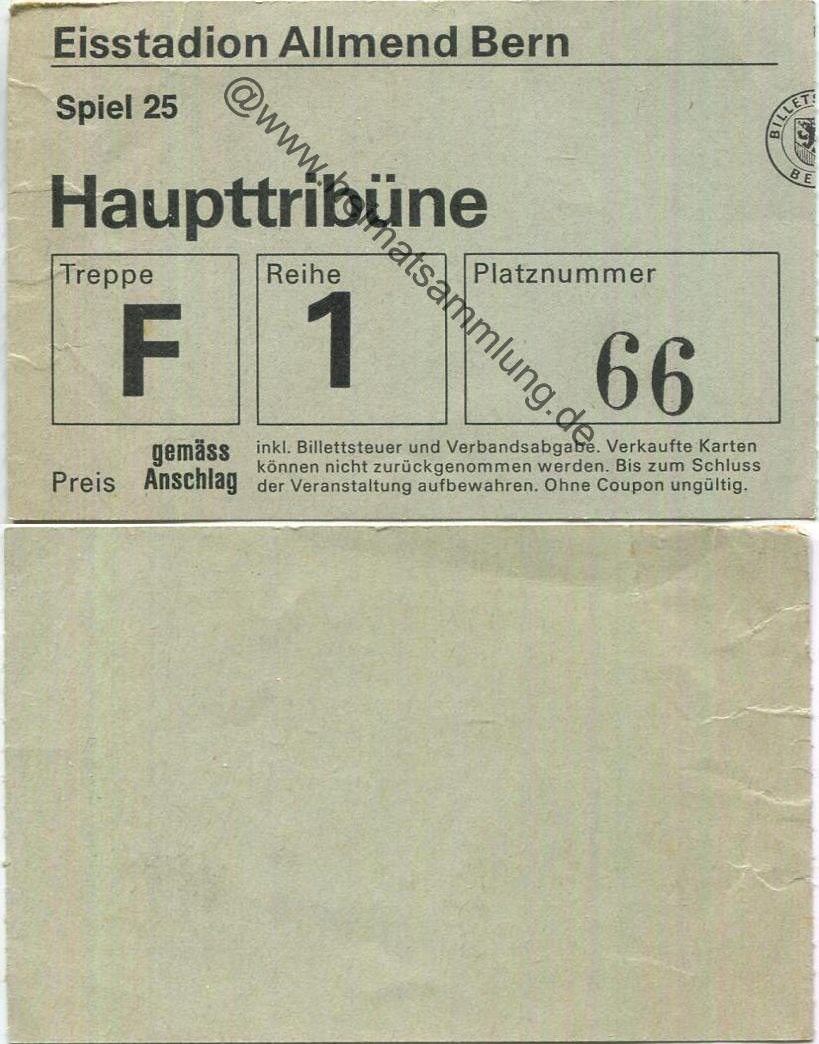 Eisstadion Allmend Bern
Spiel 25
Haupttribüne
Treppe
F
Reihe
1
Platznummer
66
Preis
gemäss
Anschlag
inkl. Billettsteuer und Verbandsabgabe. Verkaufte Karten
können nicht zurückgenommen werden. Bis zum Schluss
der Veranstaltung aufbewahren. Ohne Coupon ungültig.
@www.heimatsammlung.de